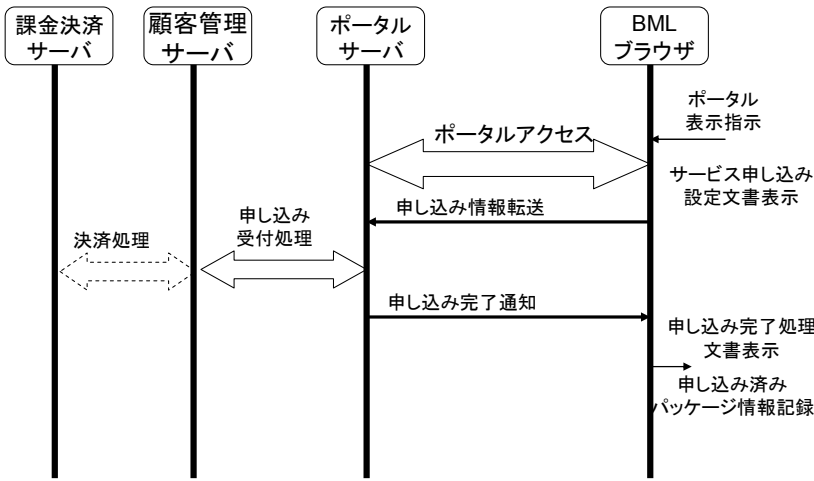 課金決済
サーバ
顧客管理
サーバ
ポータル
サーバ
BML
ブラウザ
ポータル
表示指示
ポータルアクセス
サービス申し込み
設定文書表示
申し込み情報転送
申し込み
受付処理
決済処理
申し込み完了通知
申し込み完了処理
文書表示
申し込み済み
パッケージ情報記録